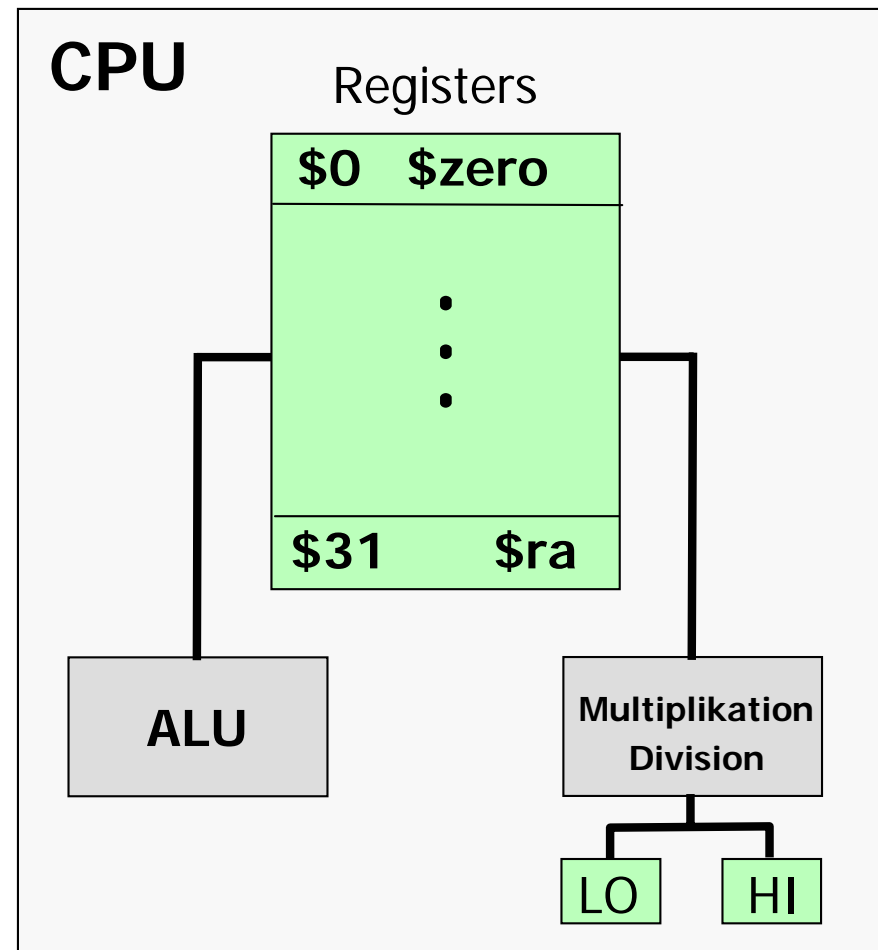 CPU
Registers
$0 $zero
$31 $ra
ALU
Multiplikation
Division
LO HI